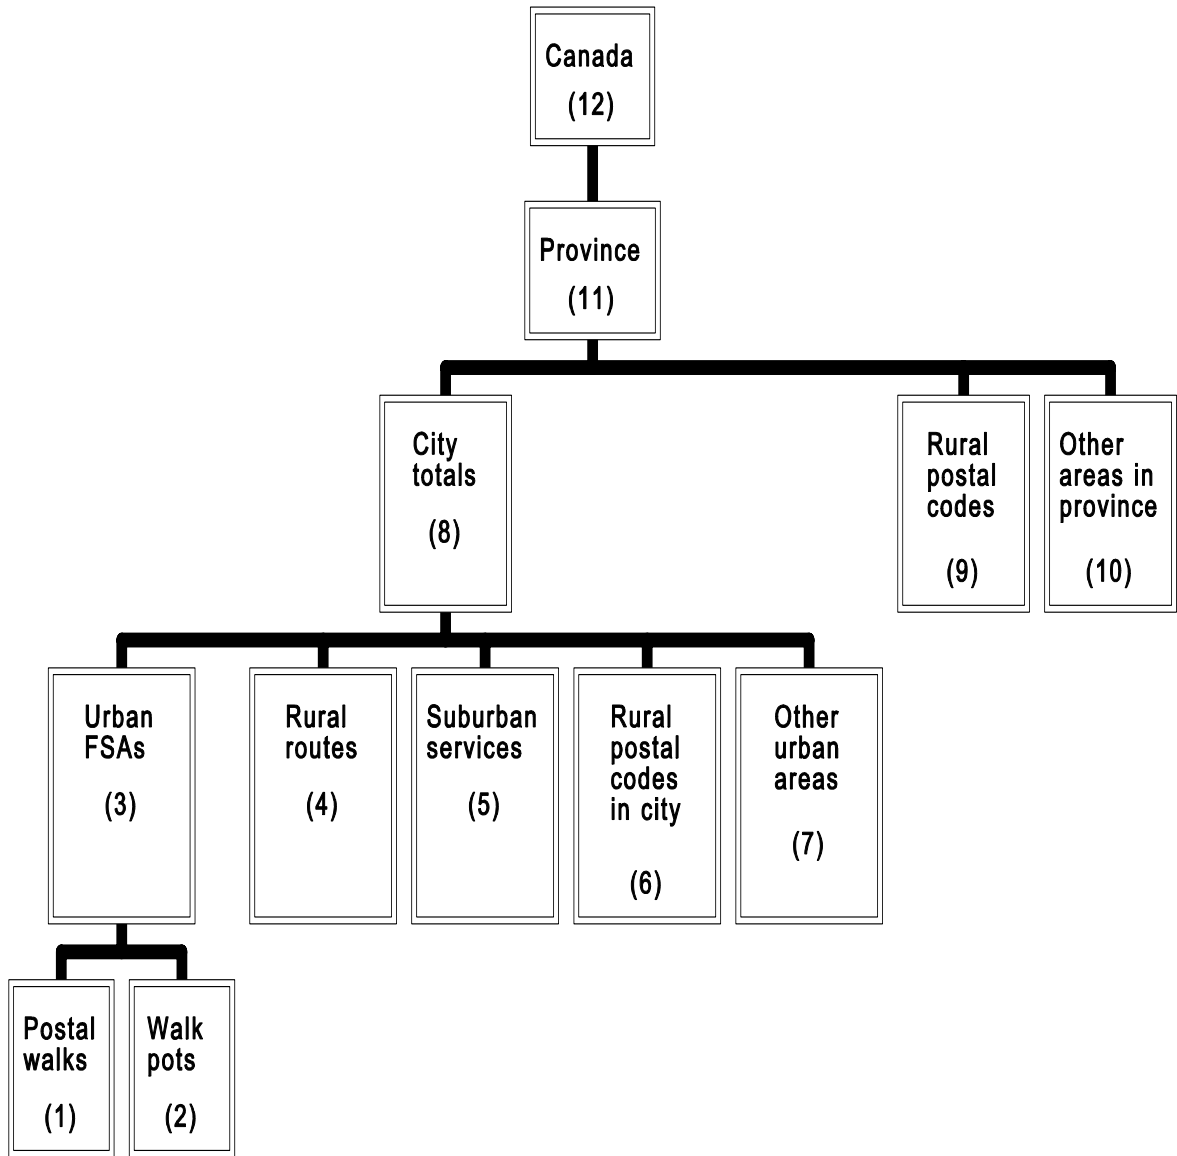 Canada
(12)
Province
(11)
City
totals
(8)
Rural
postal
codes
(9)
Other
areas in
province
(10)
Urban
FSAs
(3)
Rural
routes
(4)
Suburban
services
(5)
Rural
postal
codes
in city
(6)
Other
urban
areas
(7)
Postal
walks
(1)
Walk
pots
(2)